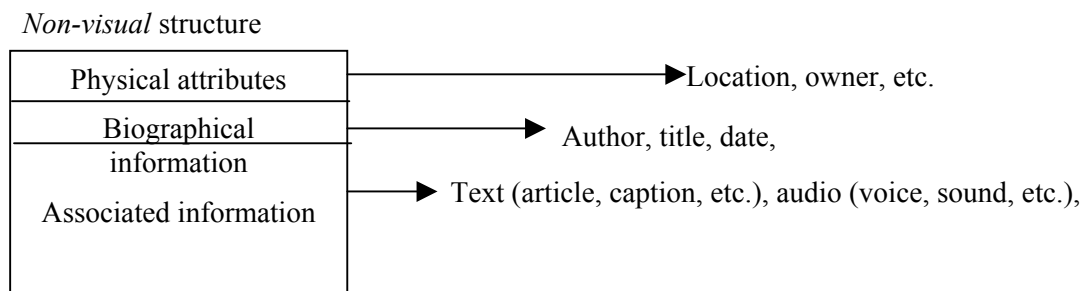 Non-visual structure
Physical attributes
Location, owner, etc.
Biographical
information
Author, title, date,
Associated information
Text (article, caption, etc.), audio (voice, sound, etc.),